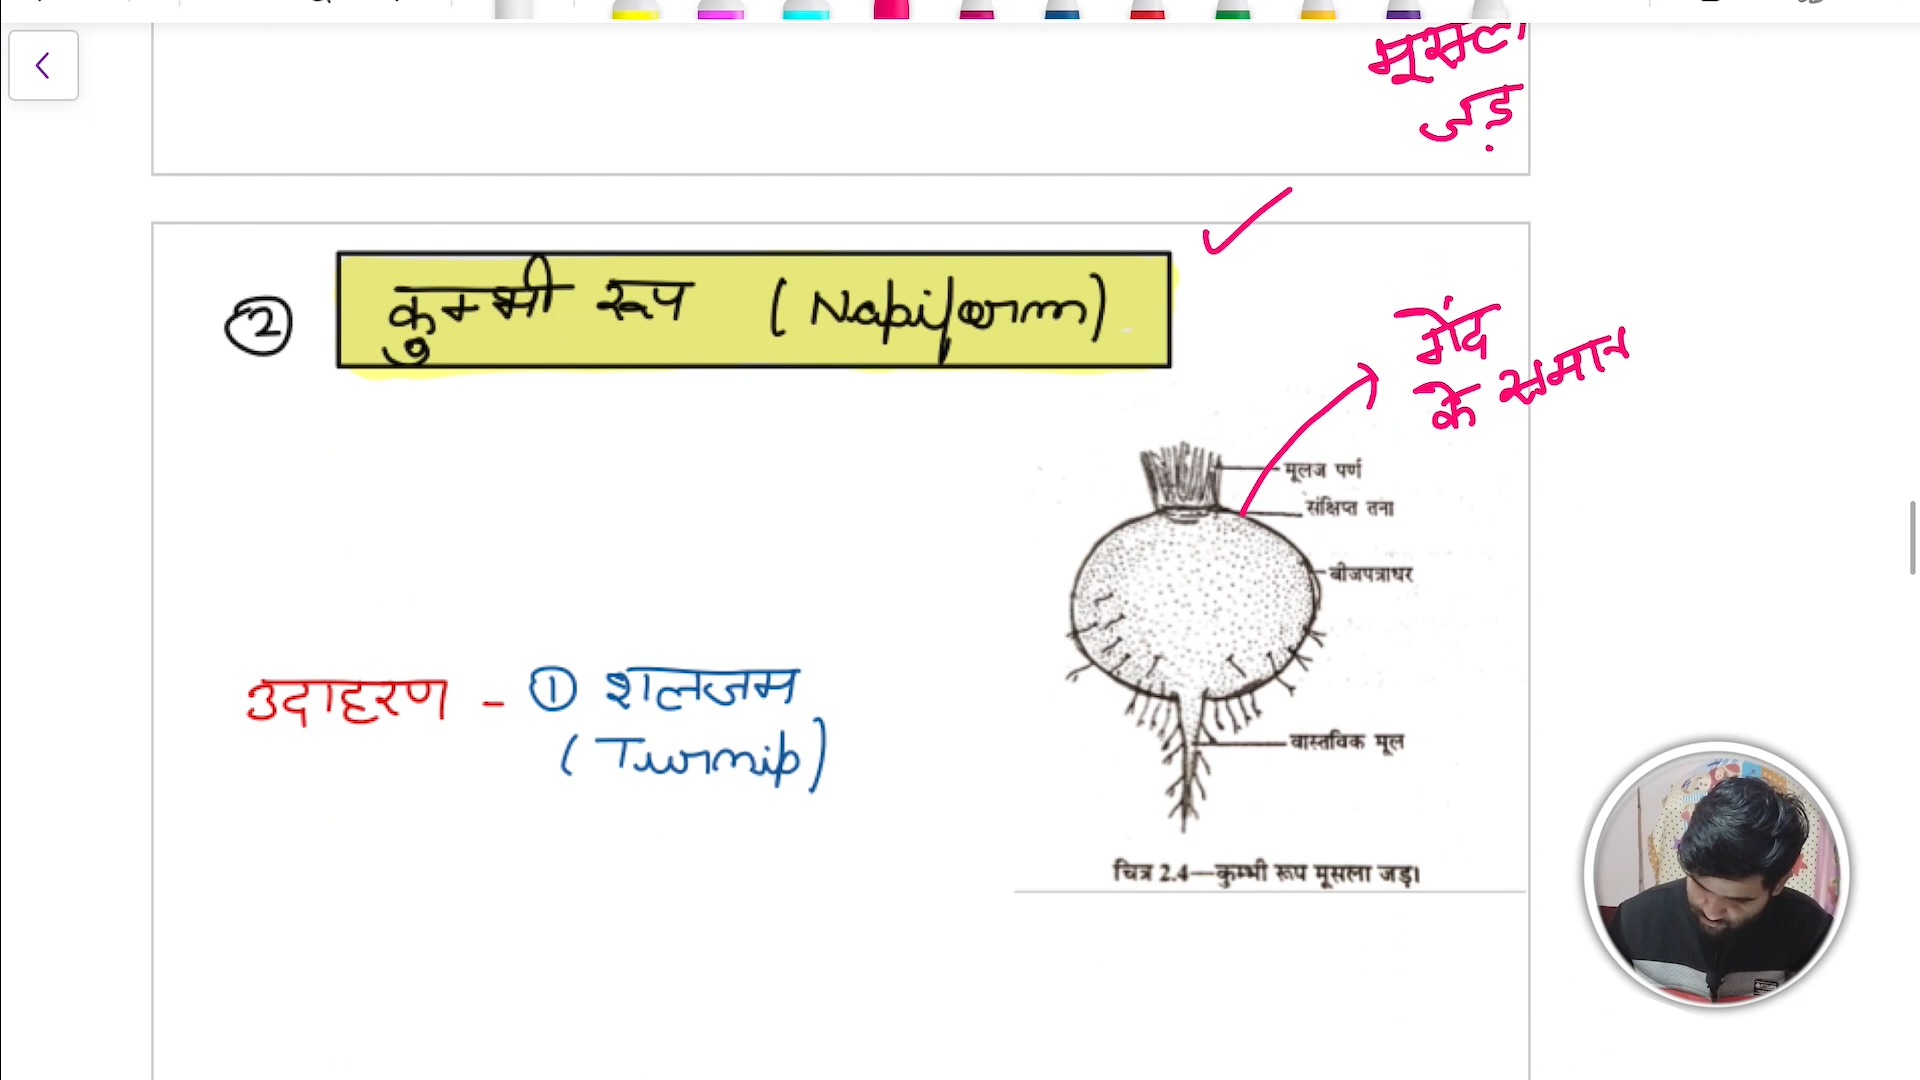 मूसला
जड़
② कुम्भी रूप (Napiform)
गेंद
के समान
मूलज पर्ण
संक्षिप्त तना
बीजपत्राधर
उदाहरण - ① शलजम
(Turnip)
वास्तविक मूल
चित्र 2.4—कुम्भी रूप मूसला जड़।